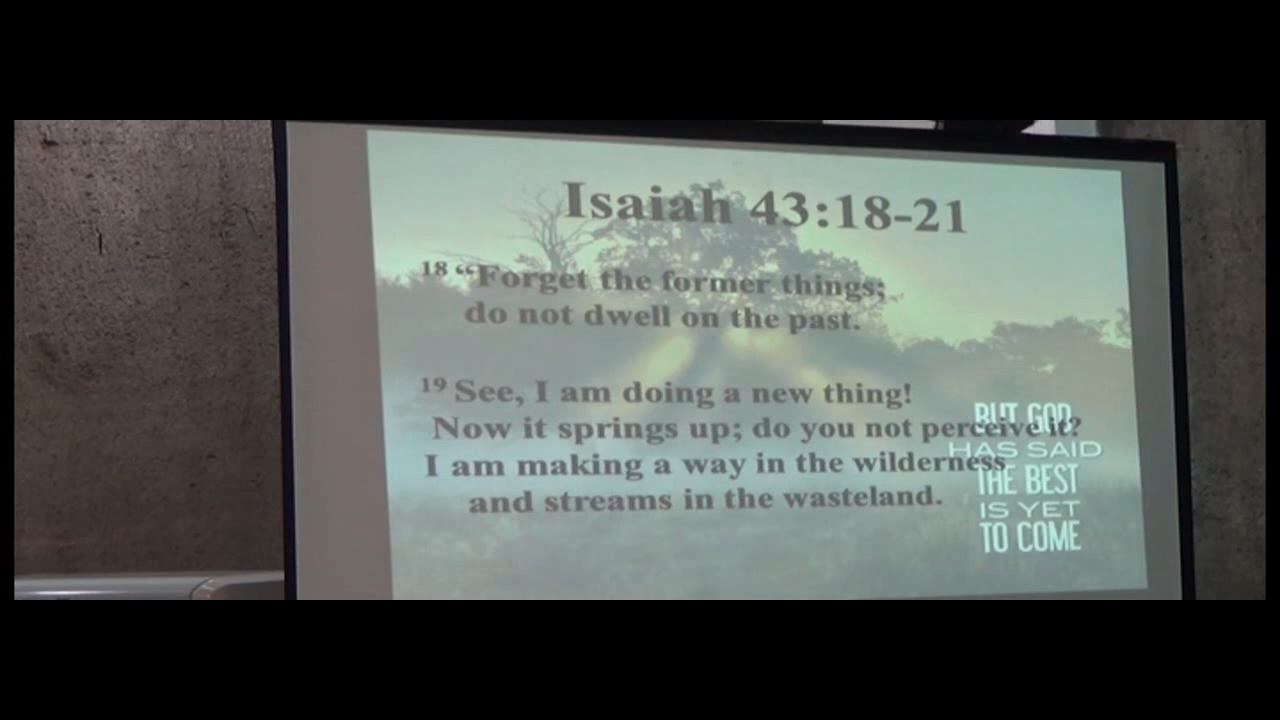 Isaiah 43:18-21
18 “Forget the former things;
do not dwell on the past.
19 See, I am doing a new thing!
Now it springs up; do you not perceive it?
I am making a way in the wilderness
and streams in the wasteland.
BUT GOD
HAS SAID
THE BEST
IS YET
TO COME